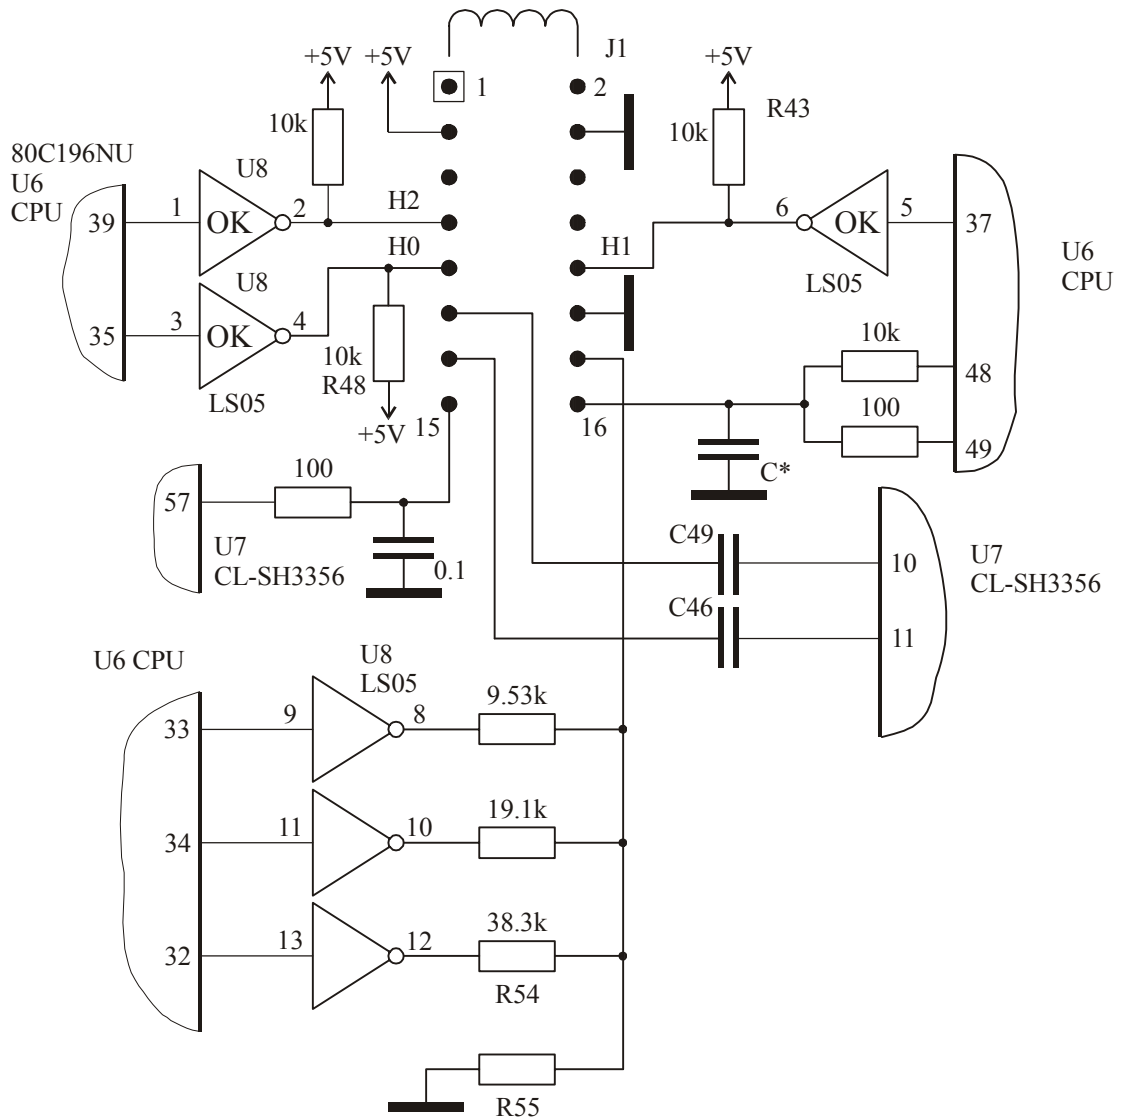 J1
+5V
+5V
+5V
1
2
R43
10k
10k
80C196NU
U6
CPU
U8
39
1
OK
2
H2
6
OK
5
37
H0
H1
U8
LS05
U6
CPU
35
3
OK
4
10k
R48
10k
LS05
48
+5V
15
16
100
49
C*
100
57
U7
CL-SH3356
0.1
C49
10
U7
CL-SH3356
C46
11
U6 CPU
U8
LS05
33
9
8
9.53k
34
11
10
19.1k
32
13
12
38.3k
R54
R55